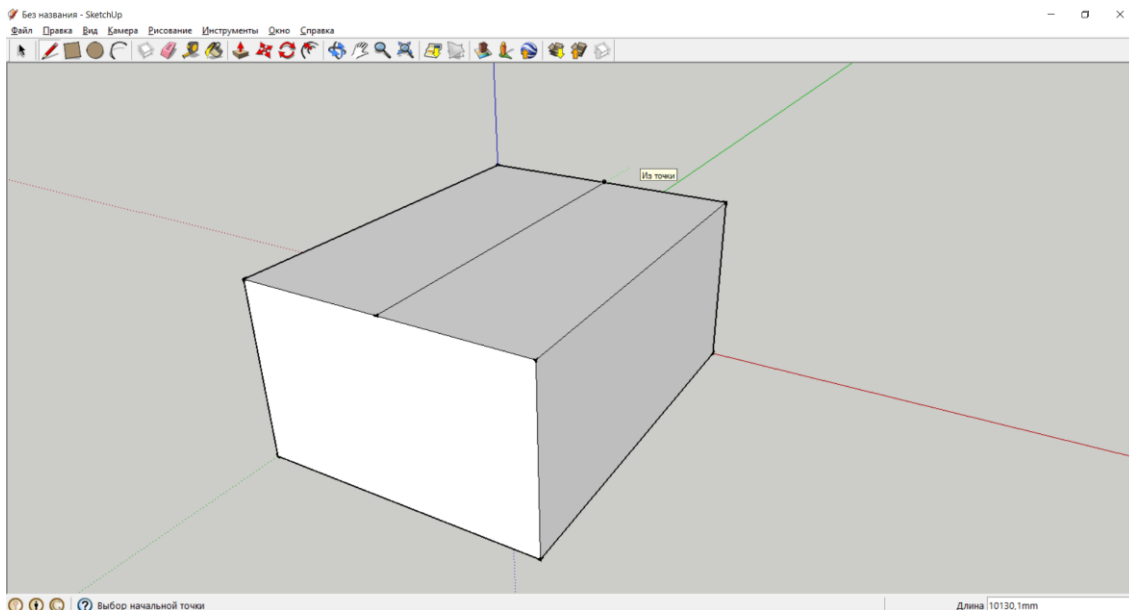 Без названия - SketchUp
Файл Правка Вид Камера Рисование Инструменты Окно Справка
Из точки
Выбор начальной точки
Длина 10130,1mm